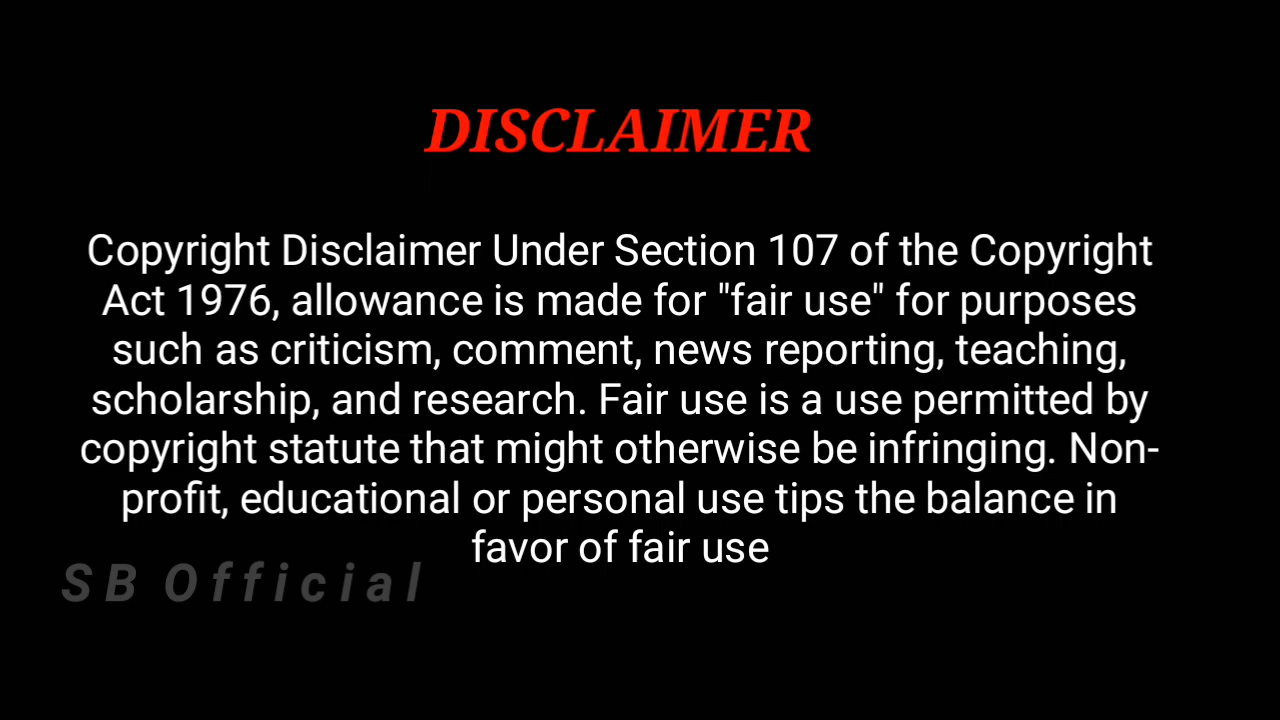 DISCLAIMER
Copyright Disclaimer Under Section 107 of the Copyright
Act 1976, allowance is made for "fair use" for purposes
such as criticism, comment, news reporting, teaching,
scholarship, and research. Fair use is a use permitted by
copyright statute that might otherwise be infringing. Non-
profit, educational or personal use tips the balance in
favor of fair use
SB Official